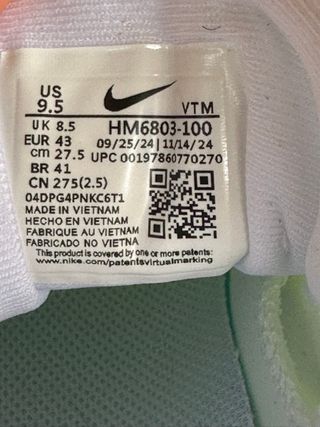 US
9.5
VTM
UK 8.5 HM6803-100
EUR 43 09/25/24 | 11/14/24
cm 27.5 UPC 00197860770270
BR 41
CN 275(2.5)
04DPG4PNKC6T1
MADE IN VIETNAM
HECHO EN VIETNAM
FABRIQUE AU VIETNAM
FABRICADO NO VIETNA
This product is covered by one or more patents:
www.nike.com/patentsvirtualmarking